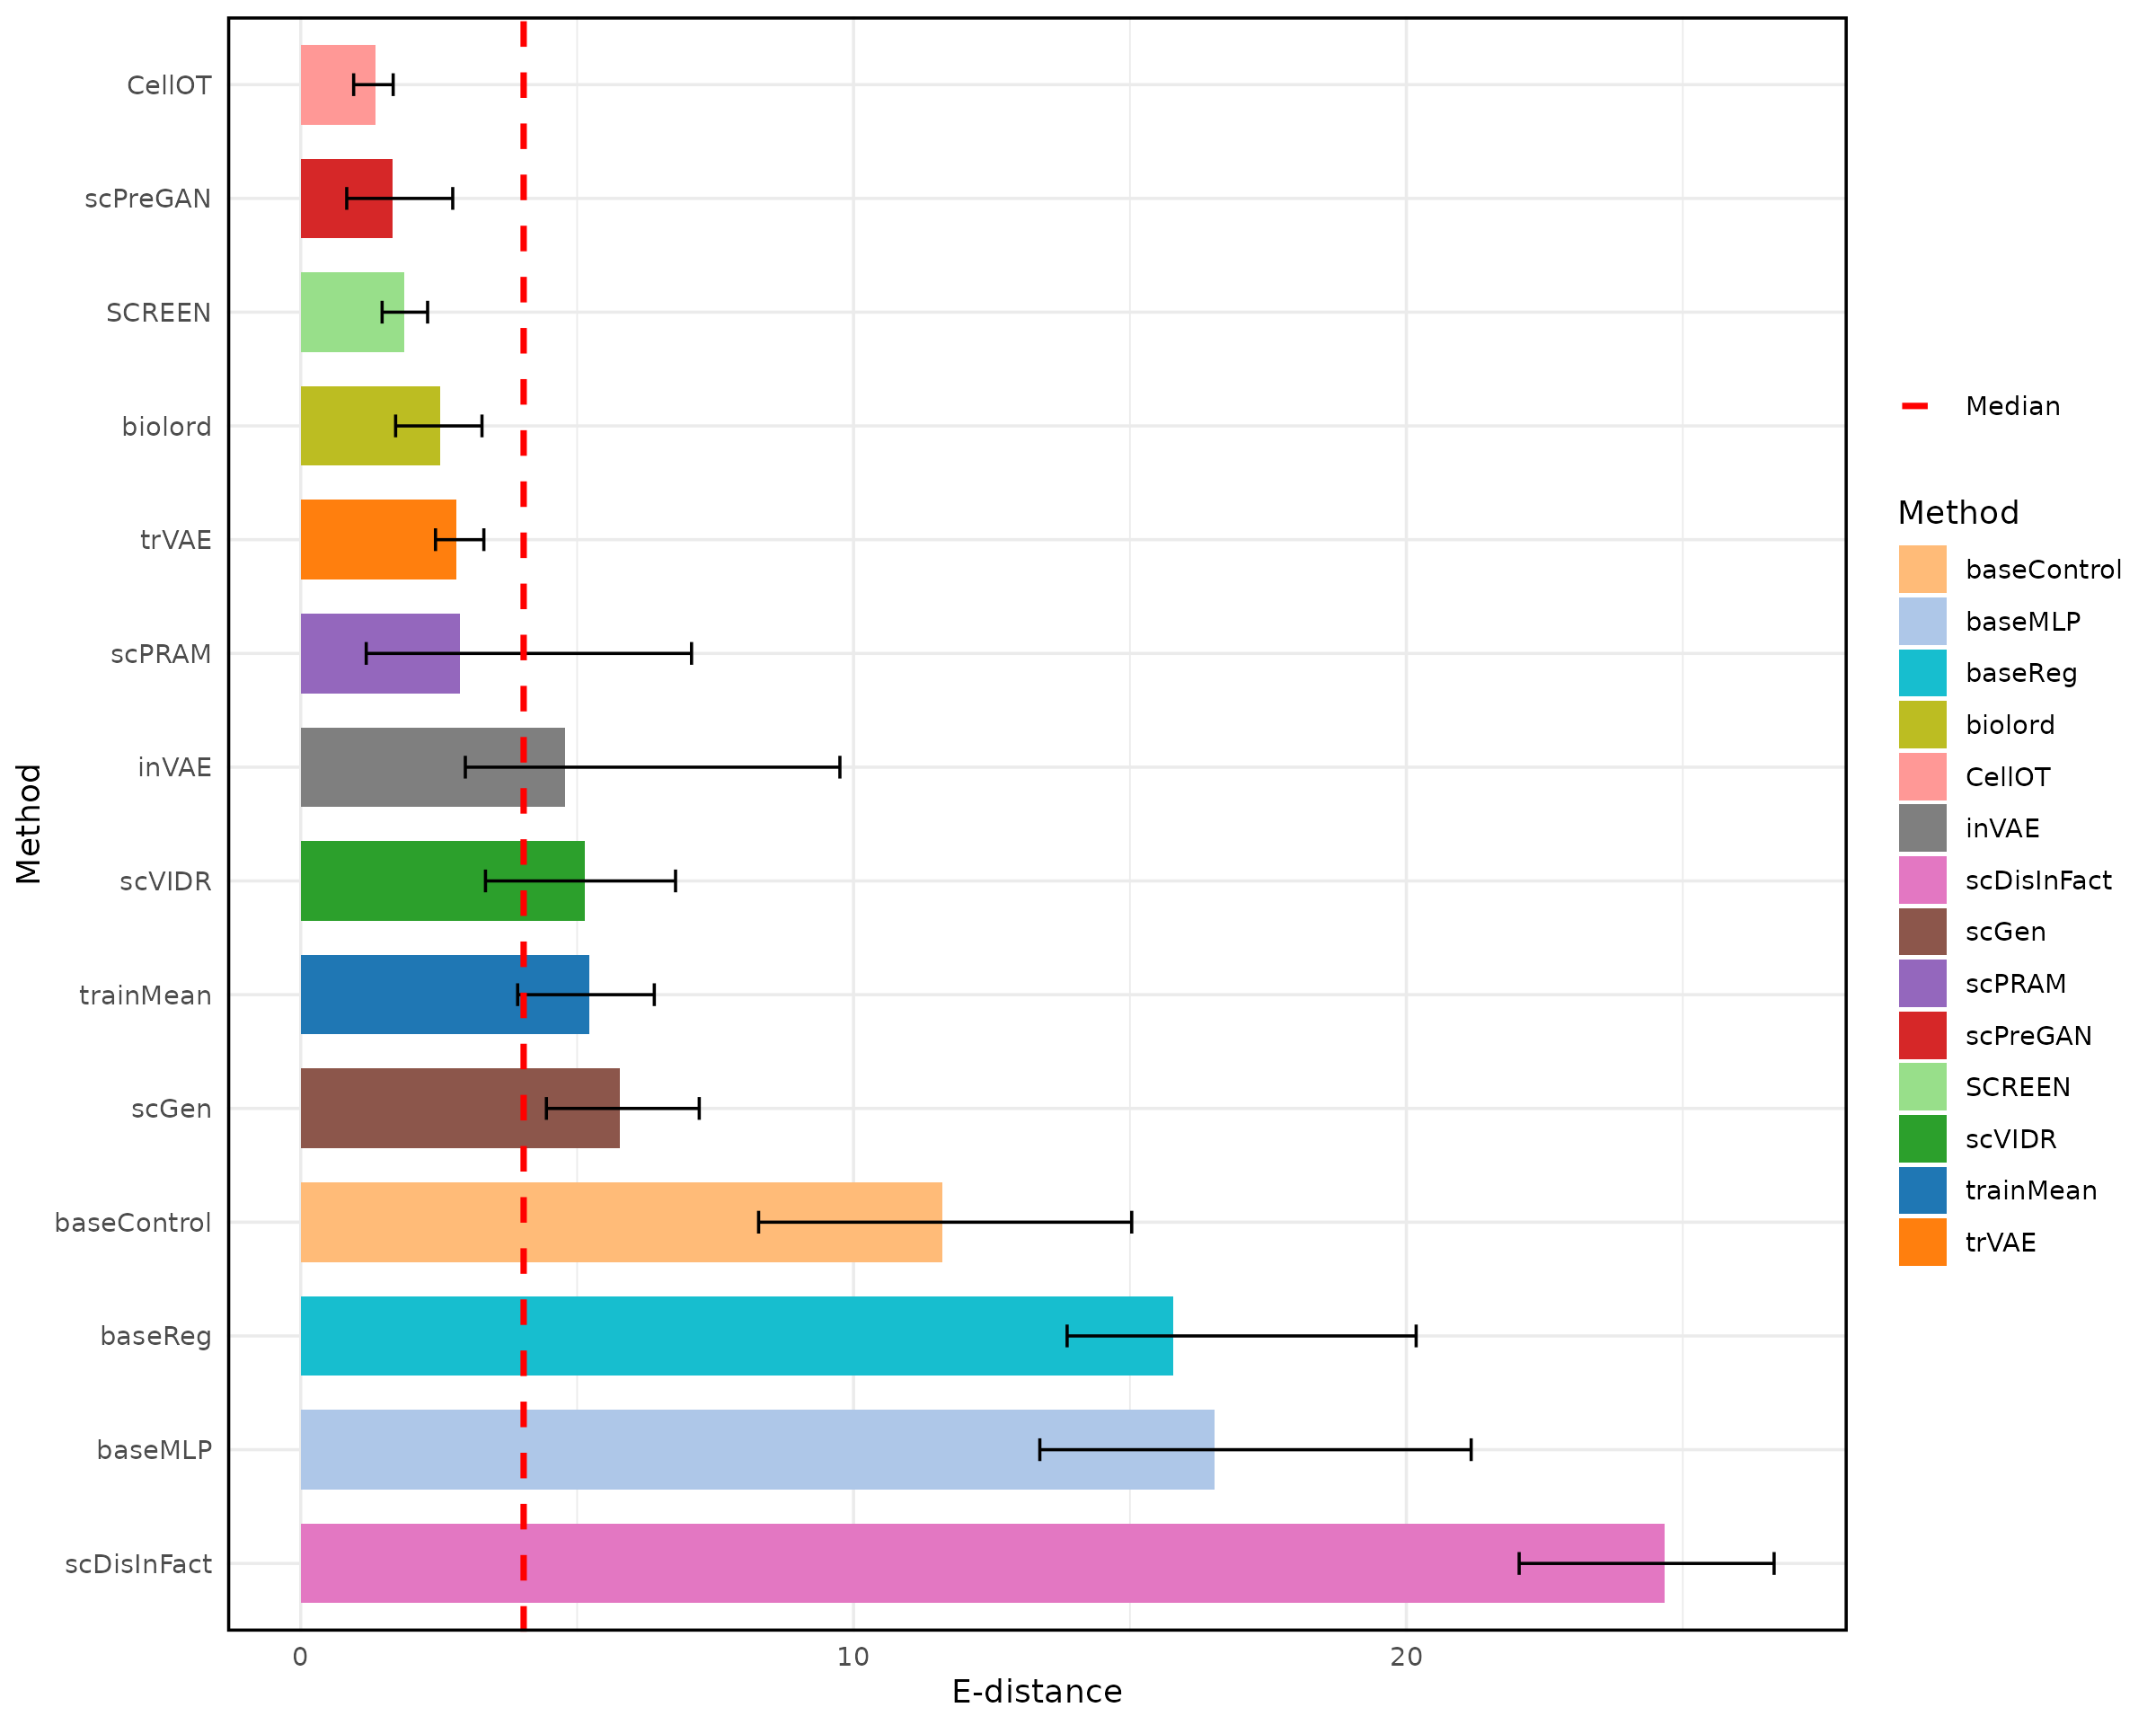 Method
CellOT
scPreGAN
SCREEN
biolord
trVAE
scPRAM
inVAE
scVIDR
trainMean
scGen
baseControl
baseReg
baseMLP
scDisInFact
0 10 20
E-distance
Median
Method
baseControl
baseMLP
baseReg
biolord
CellOT
inVAE
scDisInFact
scGen
scPRAM
scPreGAN
SCREEN
scVIDR
trainMean
trVAE